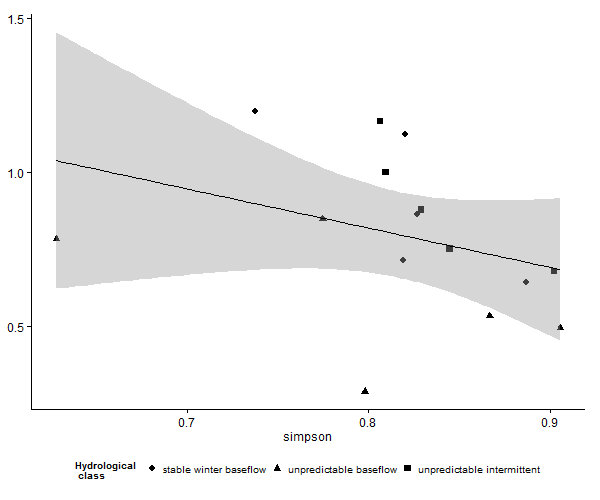 1.5
1.0
0.5
0.7 0.8 0.9
simpson
Hydrological
class
stable winter baseflow unpredictable baseflow unpredictable intermittent